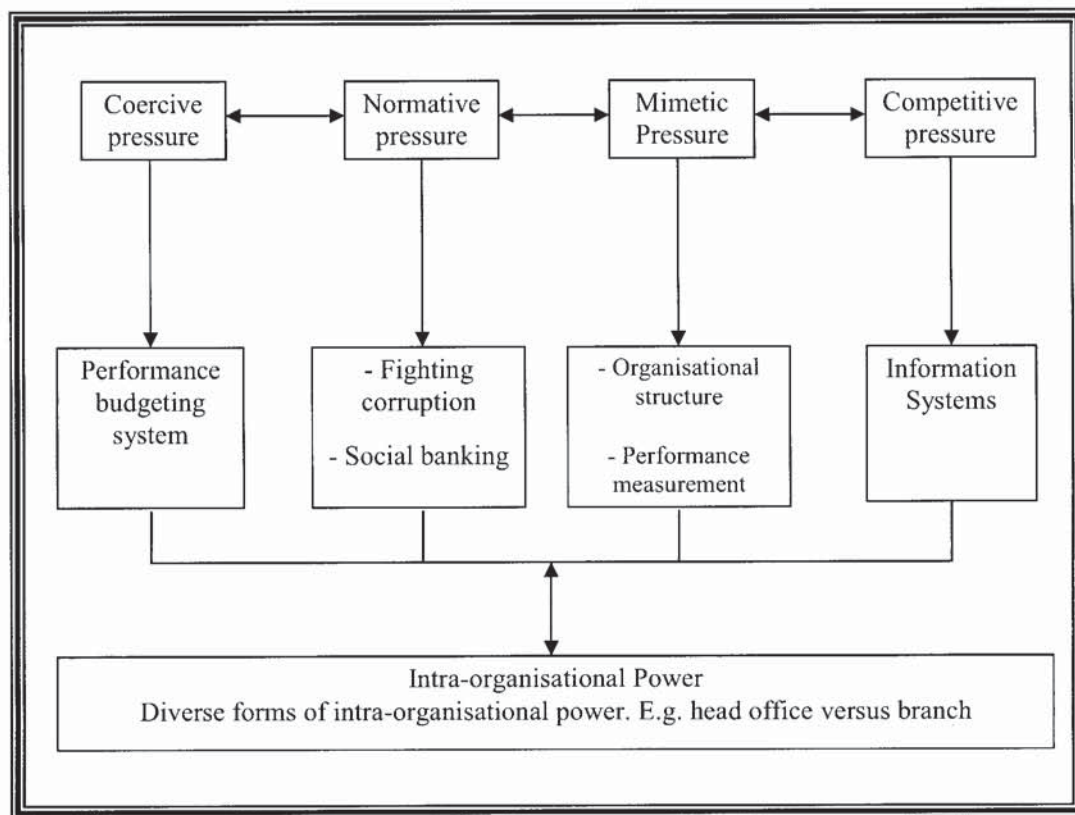 Coercive
pressure
Normative
pressure
Mimetic
Pressure
Competitive
pressure
Performance
budgeting
system
- Fighting
corruption
- Social banking
- Organisational
structure
- Performance
measurement
Information
Systems
Intra-organisational Power
Diverse forms of intra-organisational power. E.g. head office versus branch